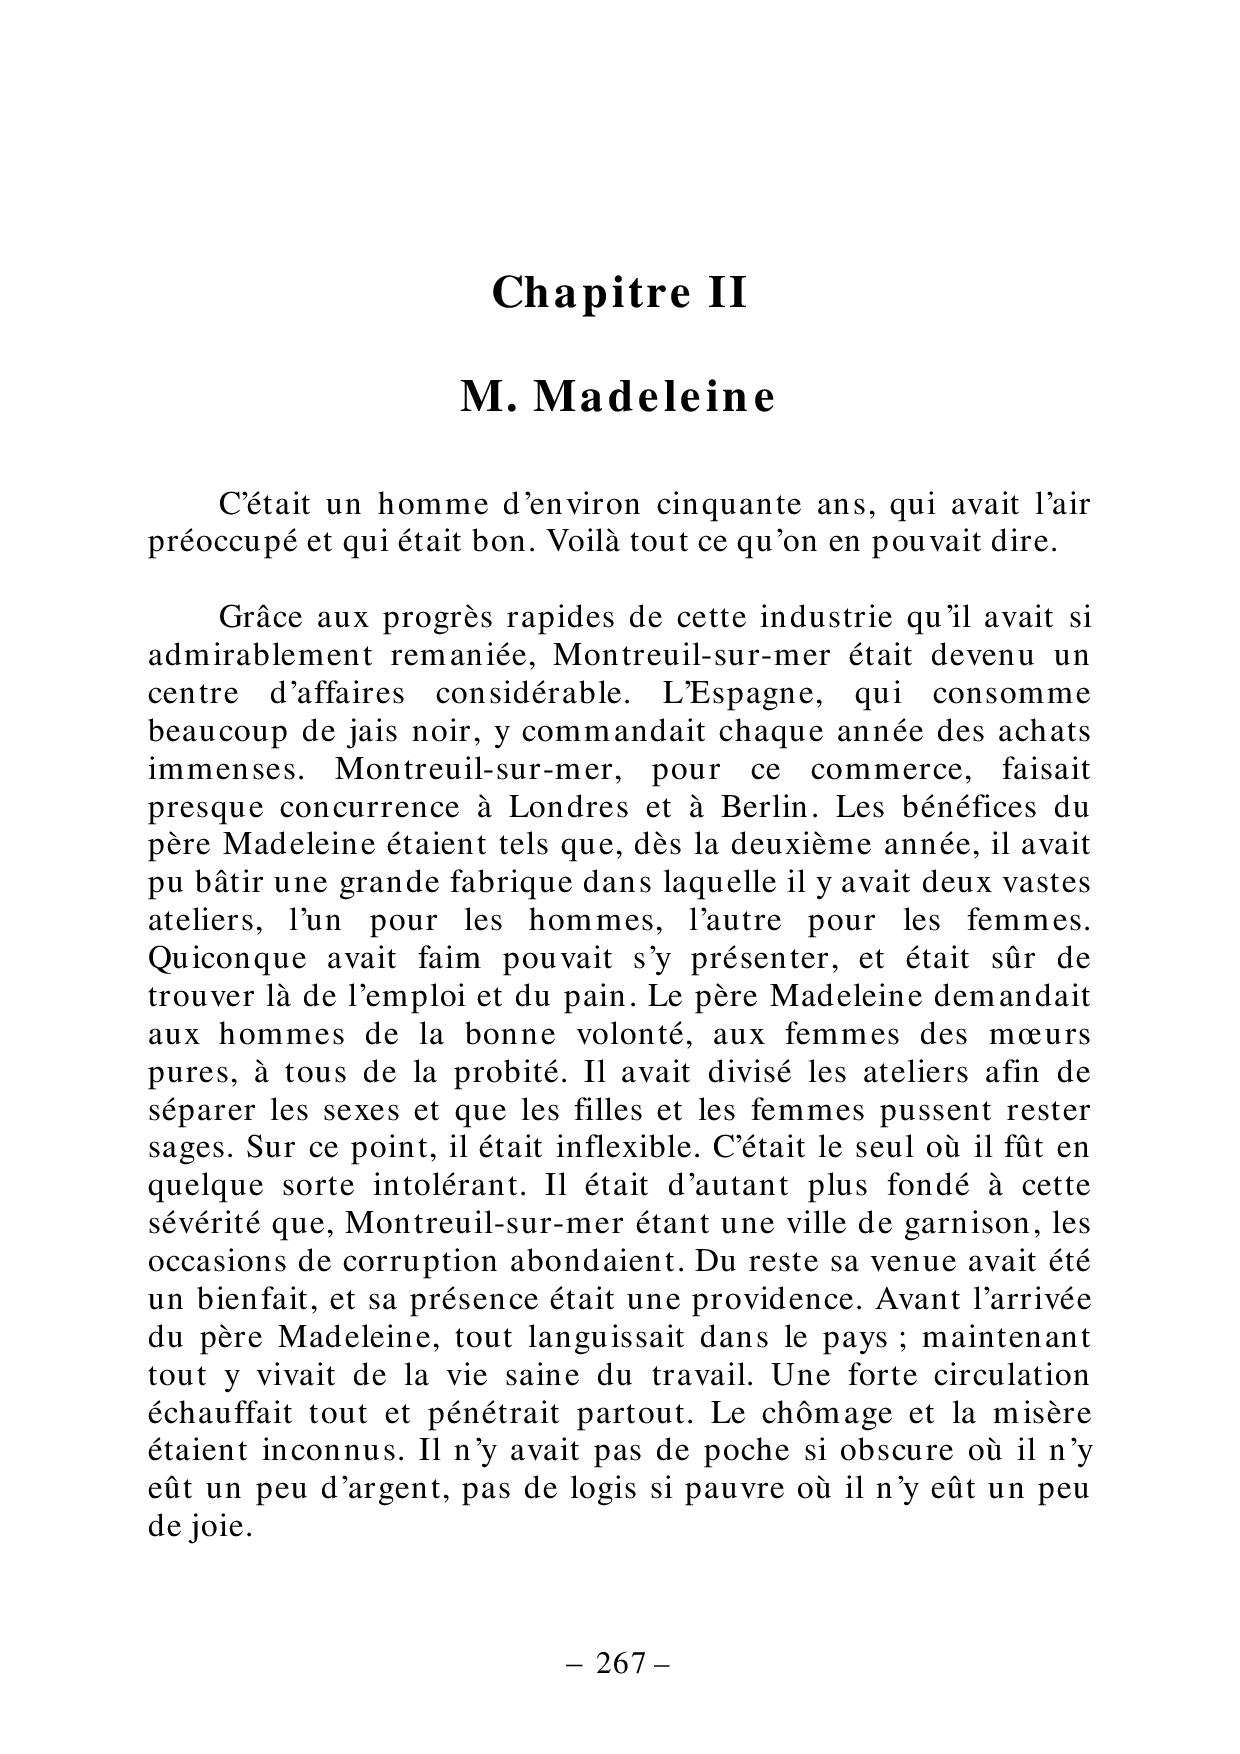 Chapitre II
M. Madeleine
C’était un homme d’environ cinquante ans, qui avait l’air
préoccupé et qui était bon. Voilà tout ce qu’on en pouvait dire.
Grâce aux progrès rapides de cette industrie qu’il avait si
admirablement remaniée, Montreuil-sur-mer était devenu un
centre d’affaires considérable. L’Espagne, qui consomme
beaucoup de jais noir, y commandait chaque année des achats
immenses. Montreuil-sur-mer, pour ce commerce, faisait
presque concurrence à Londres et à Berlin. Les bénéfices du
père Madeleine étaient tels que, dès la deuxième année, il avait
pu bâtir une grande fabrique dans laquelle il y avait deux vastes
ateliers, l’un pour les hommes, l’autre pour les femmes.
Quiconque avait faim pouvait s’y présenter, et était sûr de
trouver là de l’emploi et du pain. Le père Madeleine demandait
aux hommes de la bonne volonté, aux femmes des mœurs
pures, à tous de la probité. Il avait divisé les ateliers afin de
séparer les sexes et que les filles et les femmes pussent rester
sages. Sur ce point, il était inflexible. C’était le seul où il fût en
quelque sorte intolérant. Il était d’autant plus fondé à cette
sévérité que, Montreuil-sur-mer étant une ville de garnison, les
occasions de corruption abondaient. Du reste sa venue avait été
un bienfait, et sa présence était une providence. Avant l’arrivée
du père Madeleine, tout languissait dans le pays ; maintenant
tout y vivait de la vie saine du travail. Une forte circulation
échauffait tout et pénétrait partout. Le chômage et la misère
étaient inconnus. Il n’y avait pas de poche si obscure où il n’y
eût un peu d’argent, pas de logis si pauvre où il n’y eût un peu
de joie.
– 267 –